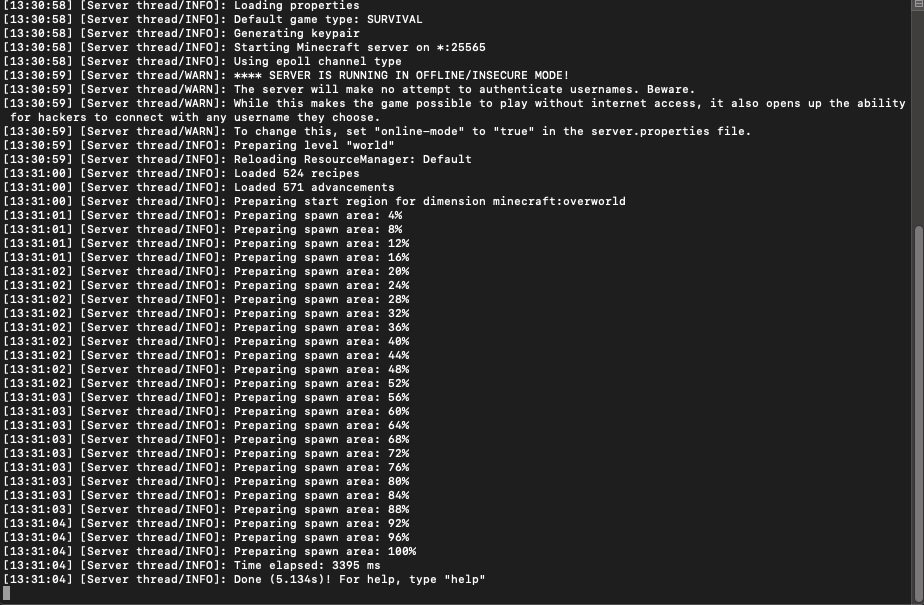 [13:30:58] [Server thread/INFO]: Loading properties
[13:30:58] [Server thread/INFO]: Default game type: SURVIVAL
[13:30:58] [Server thread/INFO]: Generating keypair
[13:30:58] [Server thread/INFO]: Starting Minecraft server on *:25565
[13:30:58] [Server thread/INFO]: Using epoll channel type
[13:30:59] [Server thread/WARN]: **** SERVER IS RUNNING IN OFFLINE/INSECURE MODE!
[13:30:59] [Server thread/WARN]: The server will make no attempt to authenticate usernames. Beware.
[13:30:59] [Server thread/WARN]: While this makes the game possible to play without internet access, it also opens up the ability
for hackers to connect with any username they choose.
[13:30:59] [Server thread/WARN]: To change this, set "online-mode" to "true" in the server.properties file.
[13:30:59] [Server thread/INFO]: Preparing level "world"
[13:30:59] [Server thread/INFO]: Reloading ResourceManager: Default
[13:31:00] [Server thread/INFO]: Loaded 524 recipes
[13:31:00] [Server thread/INFO]: Loaded 571 advancements
[13:31:00] [Server thread/INFO]: Preparing start region for dimension minecraft:overworld
[13:31:01] [Server thread/INFO]: Preparing spawn area: 4%
[13:31:01] [Server thread/INFO]: Preparing spawn area: 8%
[13:31:01] [Server thread/INFO]: Preparing spawn area: 12%
[13:31:01] [Server thread/INFO]: Preparing spawn area: 16%
[13:31:02] [Server thread/INFO]: Preparing spawn area: 20%
[13:31:02] [Server thread/INFO]: Preparing spawn area: 24%
[13:31:02] [Server thread/INFO]: Preparing spawn area: 28%
[13:31:02] [Server thread/INFO]: Preparing spawn area: 32%
[13:31:02] [Server thread/INFO]: Preparing spawn area: 36%
[13:31:02] [Server thread/INFO]: Preparing spawn area: 40%
[13:31:02] [Server thread/INFO]: Preparing spawn area: 44%
[13:31:02] [Server thread/INFO]: Preparing spawn area: 48%
[13:31:02] [Server thread/INFO]: Preparing spawn area: 52%
[13:31:03] [Server thread/INFO]: Preparing spawn area: 56%
[13:31:03] [Server thread/INFO]: Preparing spawn area: 60%
[13:31:03] [Server thread/INFO]: Preparing spawn area: 64%
[13:31:03] [Server thread/INFO]: Preparing spawn area: 68%
[13:31:03] [Server thread/INFO]: Preparing spawn area: 72%
[13:31:03] [Server thread/INFO]: Preparing spawn area: 76%
[13:31:03] [Server thread/INFO]: Preparing spawn area: 80%
[13:31:03] [Server thread/INFO]: Preparing spawn area: 84%
[13:31:03] [Server thread/INFO]: Preparing spawn area: 88%
[13:31:04] [Server thread/INFO]: Preparing spawn area: 92%
[13:31:04] [Server thread/INFO]: Preparing spawn area: 96%
[13:31:04] [Server thread/INFO]: Preparing spawn area: 100%
[13:31:04] [Server thread/INFO]: Time elapsed: 3395 ms
[13:31:04] [Server thread/INFO]: Done (5.134s)! For help, type "help"